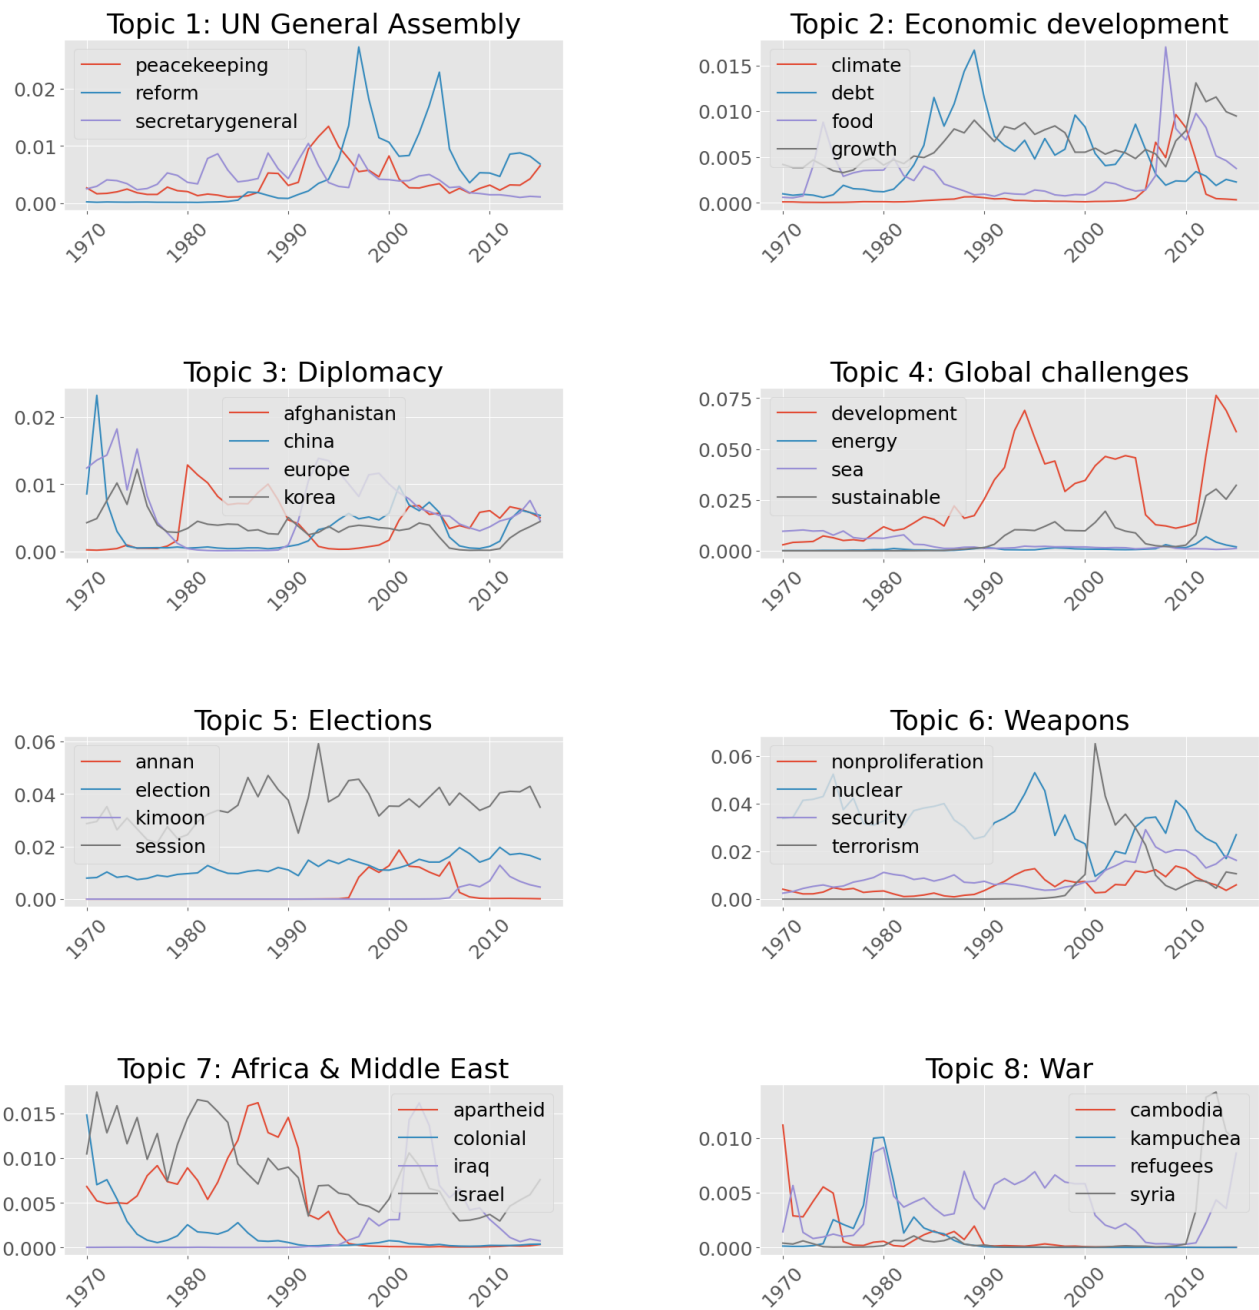 Topic 1: UN General Assembly
peacekeeping
reform
secretarygeneral
0.02
0.01
0.00
1970
1980
1990
2000
2010
Topic 2: Economic development
climate
debt
food
growth
0.015
0.010
0.005
0.000
1970
1980
1990
2000
2010
Topic 3: Diplomacy
afghanistan
china
europe
korea
0.02
0.01
0.00
1970
1980
1990
2000
2010
Topic 4: Global challenges
development
energy
sea
sustainable
0.075
0.050
0.025
0.000
1970
1980
1990
2000
2010
Topic 5: Elections
annan
election
kimoon
session
0.06
0.04
0.02
0.00
1970
1980
1990
2000
2010
Topic 6: Weapons
nonproliferation
nuclear
security
terrorism
0.06
0.04
0.02
0.00
1970
1980
1990
2000
2010
Topic 7: Africa & Middle East
apartheid
colonial
iraq
israel
0.015
0.010
0.005
0.000
1970
1980
1990
2000
2010
Topic 8: War
cambodia
kampuchea
refugees
syria
0.010
0.005
0.000
1970
1980
1990
2000
2010